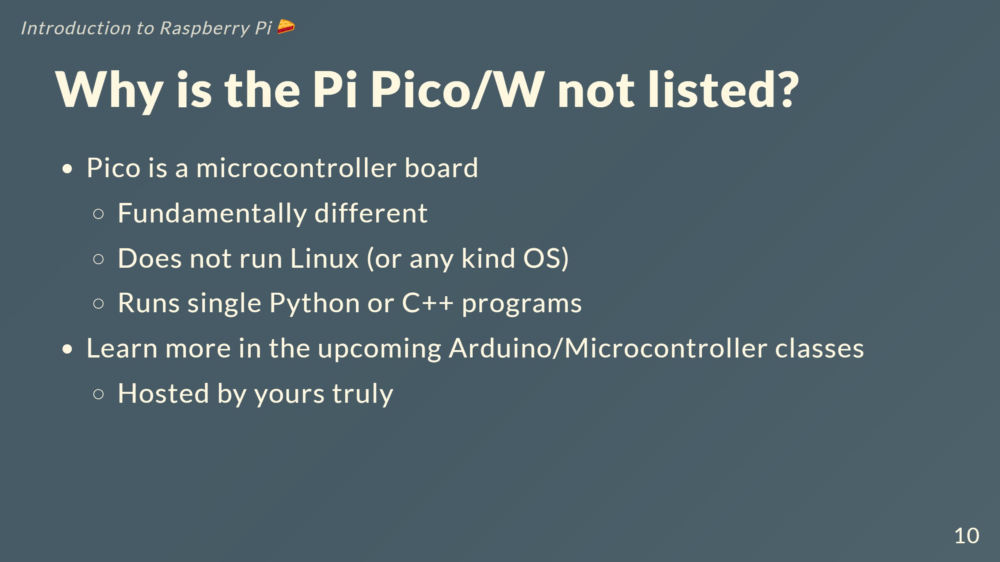 Introduction to Raspberry Pi 🥧
Why is the Pi Pico/W not listed?
• Pico is a microcontroller board
○ Fundamentally different
○ Does not run Linux (or any kind OS)
○ Runs single Python or C++ programs
• Learn more in the upcoming Arduino/Microcontroller classes
○ Hosted by yours truly
10